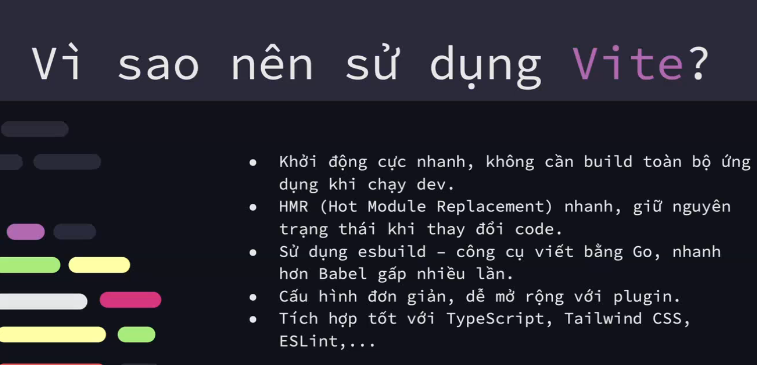 Vì sao nên sử dụng Vite?
● Khởi động cực nhanh, không cần build toàn bộ ứng
dụng khi chạy dev.
● HMR (Hot Module Replacement) nhanh, giữ nguyên
trạng thái khi thay đổi code.
● Sử dụng esbuild – công cụ viết bằng Go, nhanh
hơn Babel gấp nhiều lần.
● Cấu hình đơn giản, dễ mở rộng với plugin.
● Tích hợp tốt với TypeScript, Tailwind CSS,
ESLint,...